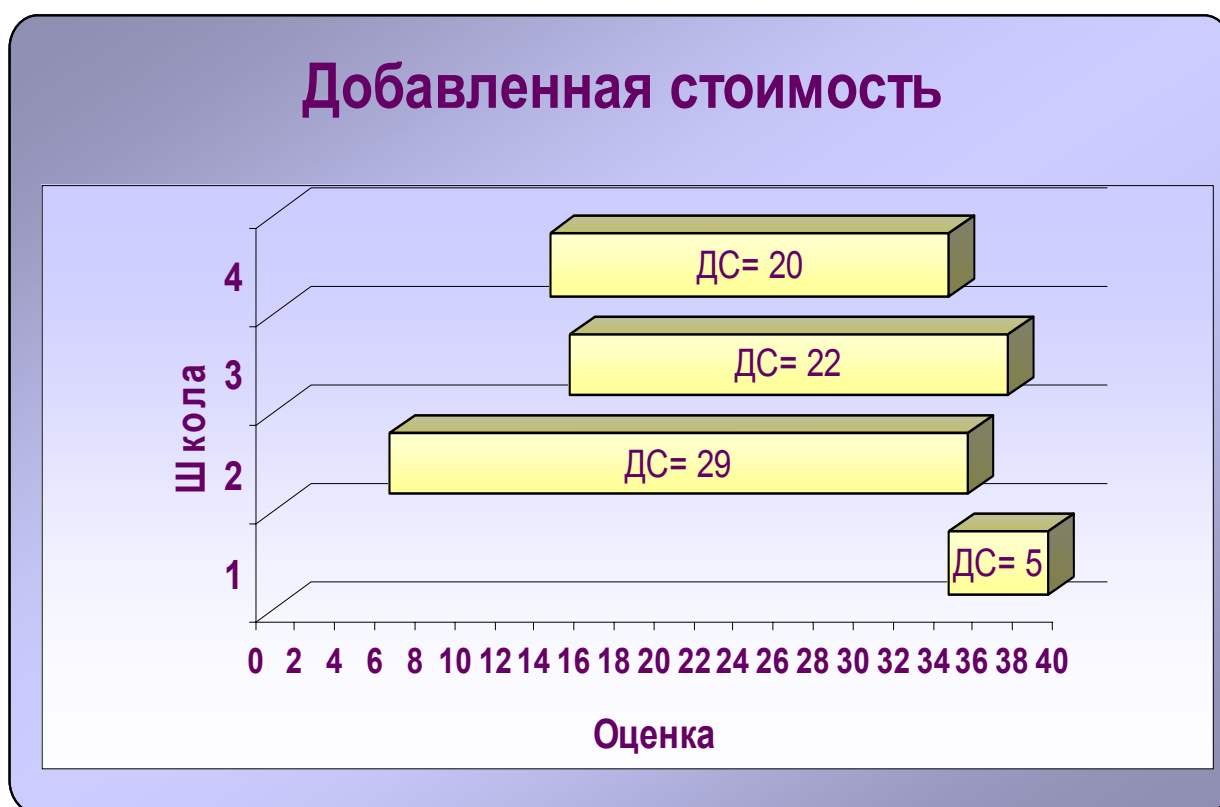 Добавленная стоимость
4
ДС= 20
3
ДС= 22
2
ДС= 29
1
ДС= 5
Школа
0 2 4 6 8 10 12 14 16 18 20 22 24 26 28 30 32 34 36 38 40
Оценка